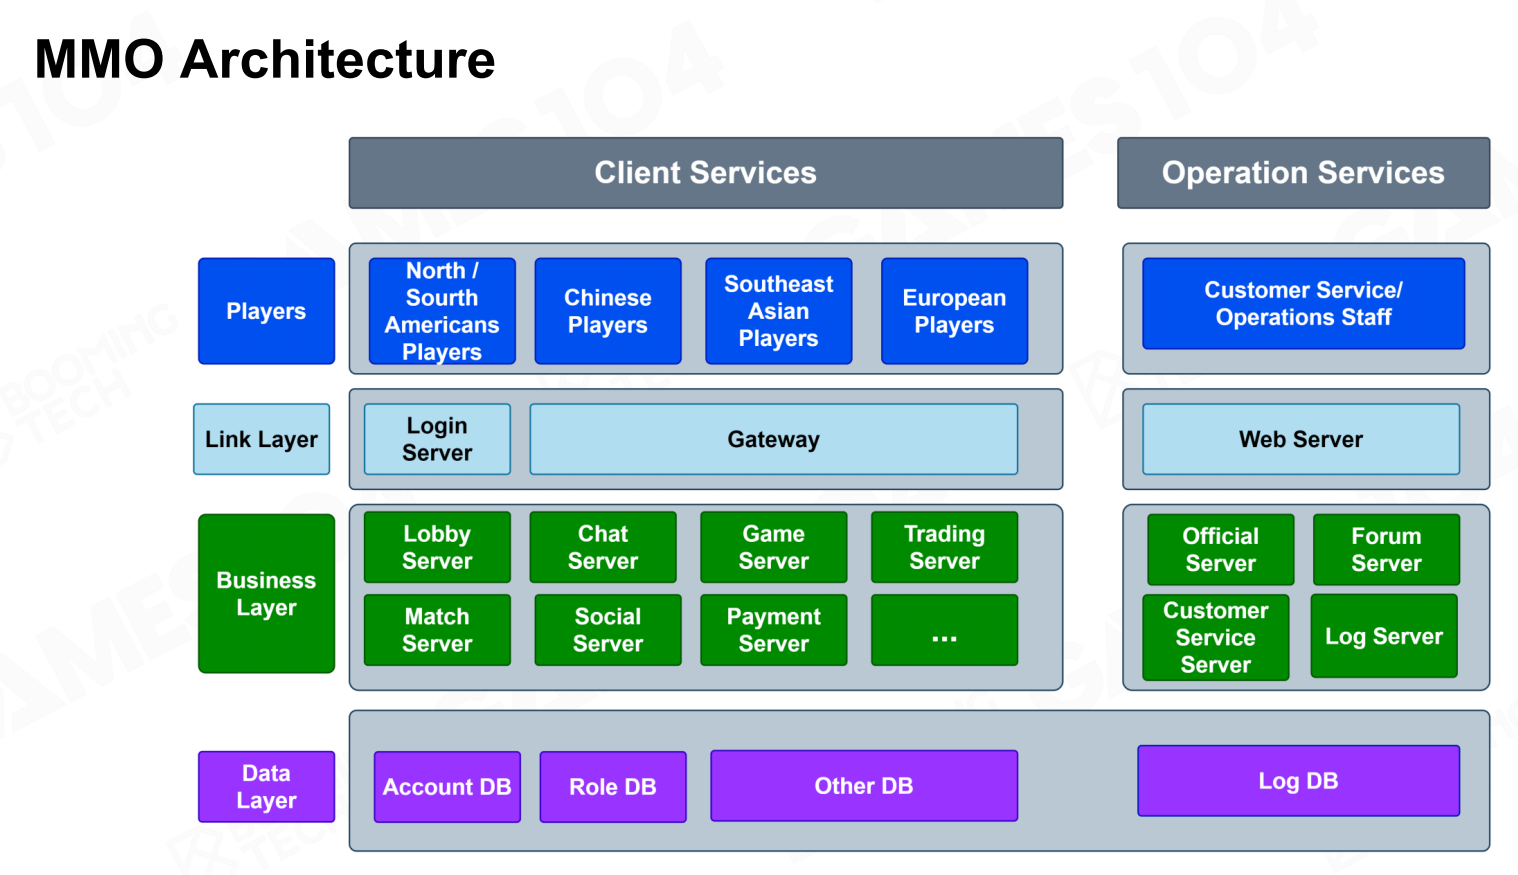 MMO Architecture
Client Services
Operation Services
Players
North /
Sourth
Americans
Players
Chinese
Players
Southeast
Asian
Players
European
Players
Customer Service/
Operations Staff
Link Layer
Login
Server
Gateway
Web Server
Business
Layer
Lobby
Server
Chat
Server
Game
Server
Trading
Server
Match
Server
Social
Server
Payment
Server
...
Official
Server
Forum
Server
Customer
Service
Server
Log Server
Data
Layer
Account DB
Role DB
Other DB
Log DB
GAMES104
BOOMING
TECH